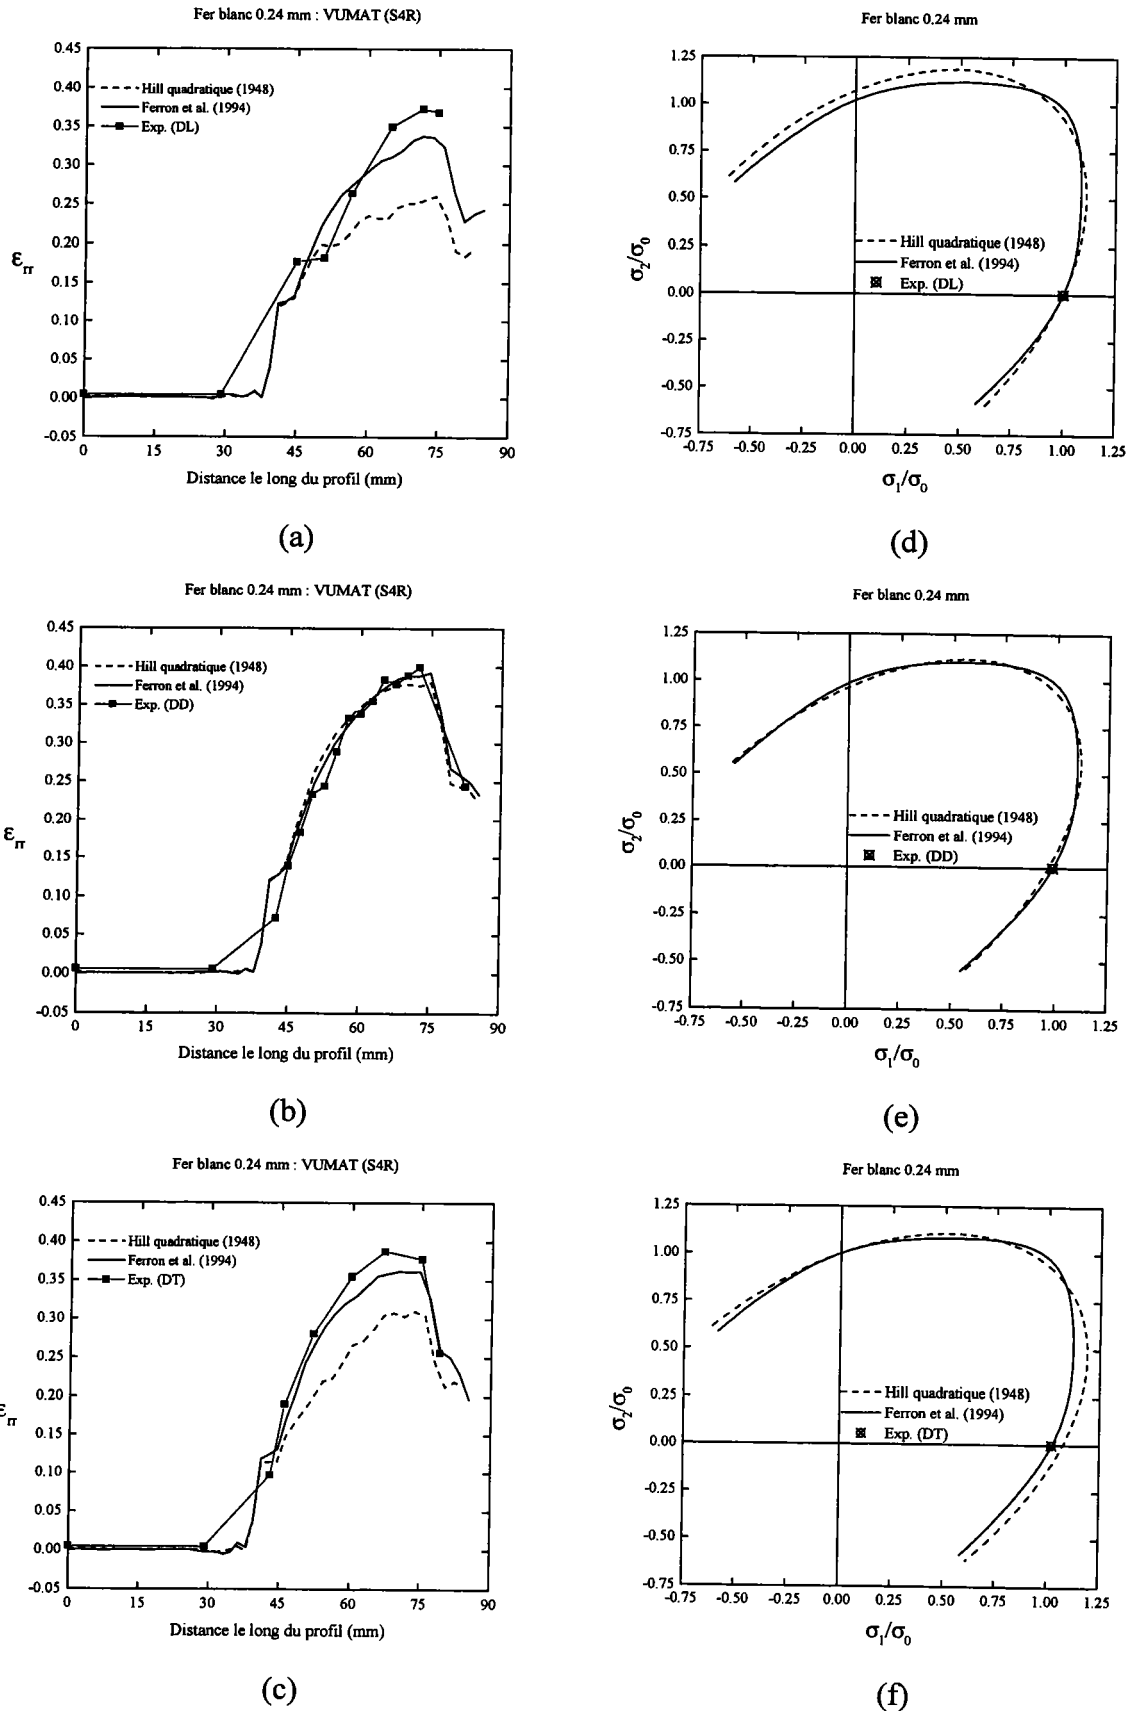 Fer blanc 0.24 mm : VUMAT (S4R)
0.45
0.40
0.35
0.30
0.25
0.20
0.15
0.10
0.05
0.00
-0.05
Hill quadratique (1948)
Ferron et al. (1994)
Exp. (DL)
εrr
0 15 30 45 60 75 90
Distance le long du profil (mm)
(a)
Fer blanc 0.24 mm
1.25
1.00
0.75
0.50
0.25
0.00
-0.25
-0.50
-0.75
σ2/σ0
Hill quadratique (1948)
Ferron et al. (1994)
Exp. (DL)
-0.75 -0.50 -0.25 0.00 0.25 0.50 0.75 1.00 1.25
σ1/σ0
(d)
Fer blanc 0.24 mm : VUMAT (S4R)
0.45
0.40
0.35
0.30
0.25
0.20
0.15
0.10
0.05
0.00
-0.05
Hill quadratique (1948)
Ferron et al. (1994)
Exp. (DD)
εrr
0 15 30 45 60 75 90
Distance le long du profil (mm)
(b)
Fer blanc 0.24 mm
1.25
1.00
0.75
0.50
0.25
0.00
-0.25
-0.50
-0.75
σ2/σ0
Hill quadratique (1948)
Ferron et al. (1994)
Exp. (DD)
-0.75 -0.50 -0.25 0.00 0.25 0.50 0.75 1.00 1.25
σ1/σ0
(e)
Fer blanc 0.24 mm : VUMAT (S4R)
0.45
0.40
0.35
0.30
0.25
0.20
0.15
0.10
0.05
0.00
-0.05
Hill quadratique (1948)
Ferron et al. (1994)
Exp. (DT)
εrr
0 15 30 45 60 75 90
Distance le long du profil (mm)
(c)
Fer blanc 0.24 mm
1.25
1.00
0.75
0.50
0.25
0.00
-0.25
-0.50
-0.75
σ2/σ0
Hill quadratique (1948)
Ferron et al. (1994)
Exp. (DT)
-0.75 -0.50 -0.25 0.00 0.25 0.50 0.75 1.00 1.25
σ1/σ0
(f)